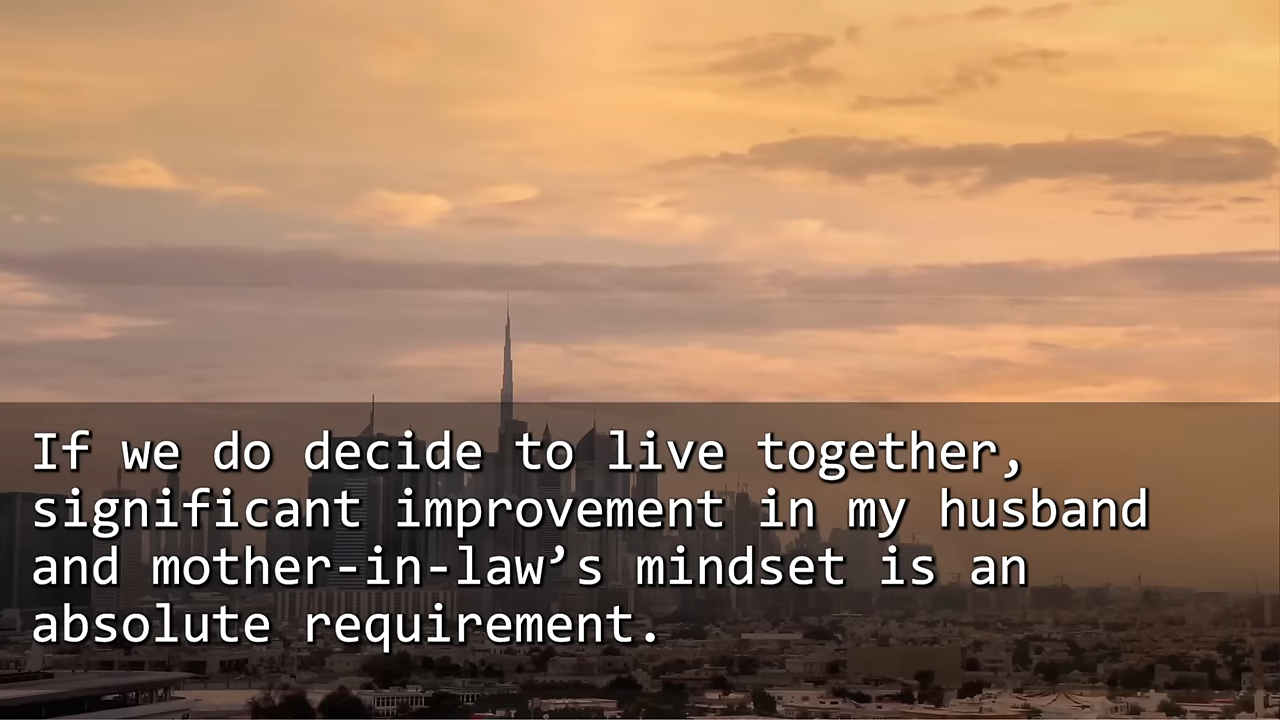 If we do decide to live together,
significant improvement in my husband
and mother-in-law’s mindset is an
absolute requirement.